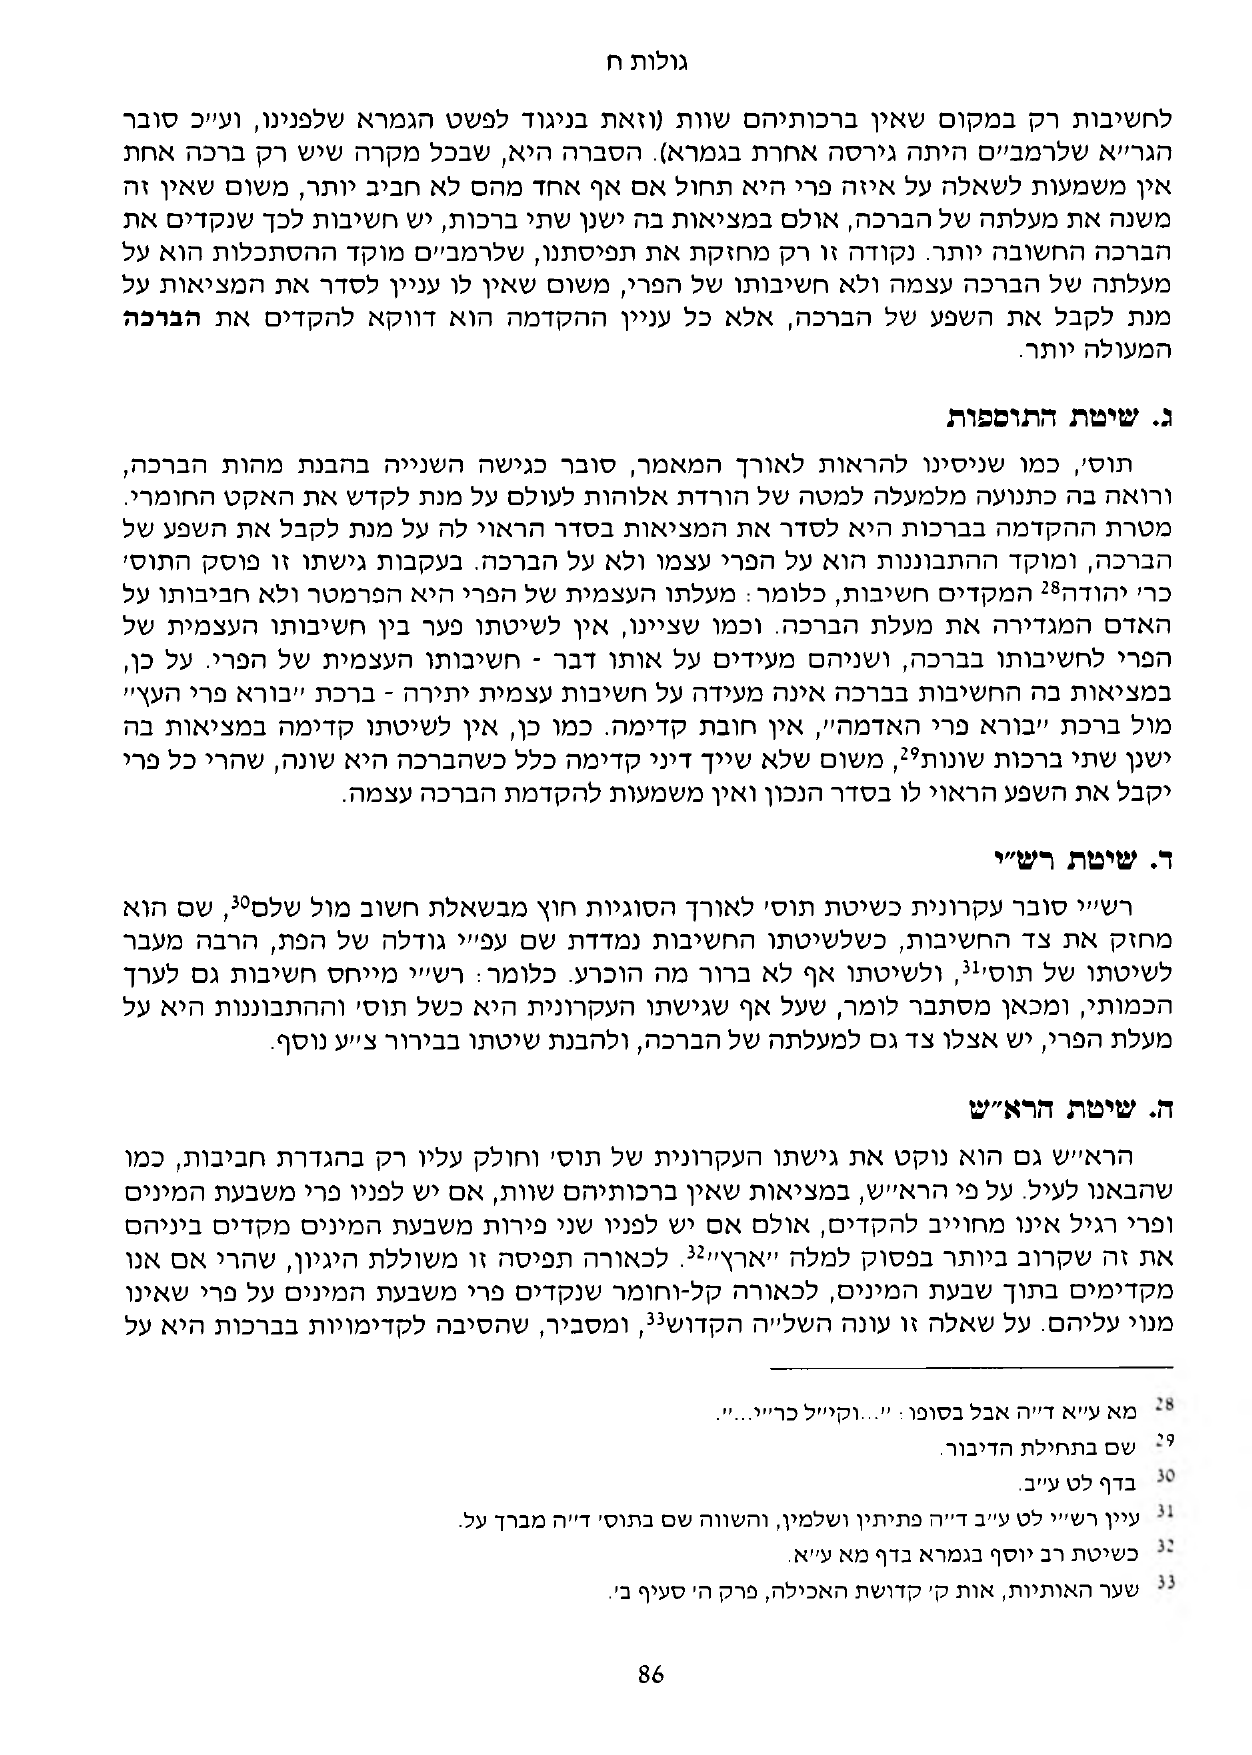 גולות ח
לחשיבות רק במקום שאין ברכותיהם שוות (וזאת בניגוד לפשט הגמרא שלפנינו, ועי״כ סובר
הגר״א שלרמב״ם היתה גירסה אחרת בגמרא). הסברה היא, שבכל מקרה שיש רק ברכה אחת
אין משמעות לשאלה על איזה פרי היא תחול אם אף אחד מהם לא חביב יותר, משום שאין זה
משנה את מעלתה של הברכה, אולם במציאות בה ישנן שתי ברכות, יש חשיבות לכך שנקדים את
הברכה החשובה יותר. נקודה זו רק מחזקת את תפיסתנו, שלרמב״ם מוקד ההסתכלות הוא על
מעלתה של הברכה עצמה ולא חשיבותו של הפרי, משום שאין לו עניין לסדר את המציאות על
מנת לקבל את השפע של הברכה, אלא כל עניין ההקדמה הוא דווקא להקדים את הברכה
המעולה יותר.
ג. שיטת התוספות
תוס׳, כמו שניסינו להראות לאורך המאמר, סובר כגישה השנייה בהבנת מהות הברכה,
ורואה בה כתנועה מלמעלה למטה של הורדת אלוהות לעולם על מנת לקדש את האקט החומרי.
מטרת ההקדמה בברכות היא לסדר את המציאות בסדר הראוי לה על מנת לקבל את השפע של
הברכה, ומוקד ההתבוננות הוא על הפרי עצמו ולא על הברכה. בעקבות גישתו זו פוסק התוס׳
כר׳ יהודה28 המקדים חשיבות, כלומר: מעלתו העצמית של הפרי היא הפרמטר ולא חביבותו על
האדם המגדירה את מעלת הברכה. וכמו שציינו, אין לשיטתו פער בין חשיבותו העצמית של
הפרי לחשיבותו בברכה, ושניהם מעידים על אותו דבר - חשיבותו העצמית של הפרי. על כן,
במציאות בה החשיבות בברכה אינה מעידה על חשיבות עצמית יתירה - ברכת ״בורא פרי העץ״
מול ברכת ״בורא פרי האדמה״, אין חובת קדימה. כמו כן, אין לשיטתו קדימה במציאות בה
ישנן שתי ברכות שונות29, משום שלא שייך דיני קדימה כלל כשהברכה היא שונה, שהרי כל פרי
יקבל את השפע הראוי לו בסדר הנכון ואין משמעות להקדמת הברכה עצמה.
ד. שיטת רש״י
רש״י סובר עקרונית כשיטת תוס׳ לאורך הסוגיות חוץ מבשאלת חשוב מול שלם30, שם הוא
מחזק את צד החשיבות, כשלשיטתו החשיבות נמדדת שם עפ״י גודלה של הפת, הרבה מעבר
לשיטתו של תוס׳31, ולשיטתו אף לא ברור מה הוכרע. כלומר: רש״י מייחס חשיבות גם לערך
הכמותי, ומכאן מסתבר לומר, שעל אף שגישתו העקרונית היא כשל תוס׳ וההתבוננות היא על
מעלת הפרי, יש אצלו צד גם למעלתה של הברכה, ולהבנת שיטתו בבירור צ״ע נוסף.
ה. שיטת הרא״ש
הרא״ש גם הוא נוקט את גישתו העקרונית של תוס׳ וחולק עליו רק בהגדרת חביבות, כמו
שהבאנו לעיל. על פי הרא״ש, במציאות שאין ברכותיהם שוות, אם יש לפניו פרי משבעת המינים
ופרי רגיל אינו מחוייב להקדים, אולם אם יש לפניו שני פירות משבעת המינים מקדים ביניהם
את זה שקרוב ביותר בפסוק למלה ״ארץ״32. לכאורה תפיסה זו משוללת היגיון, שהרי אם אנו
מקדימים בתוך שבעת המינים, לכאורה קל-וחומר שנקדים פרי משבעת המינים על פרי שאינו
מנוי עליהם. על שאלה זו עונה השל״ה הקדוש33, ומסביר, שהסיבה לקדימויות בברכות היא על
28 מא ע״א ד״ה אבל בסופו: ״...וקי״ל כר״י...״.
29 שם בתחילת הדיבור.
30 בדף לט ע״ב.
31 עיין רש״י לט ע״ב ד״ה פתיתין ושלמין, והשווה שם בתוס׳ ד״ה מברך על.
32 כשיטת רב יוסף בגמרא בדף מא ע״א.
33 שער האותיות, אות ק׳ קדושת האכילה, פרק ה׳ סעיף ב׳.
86